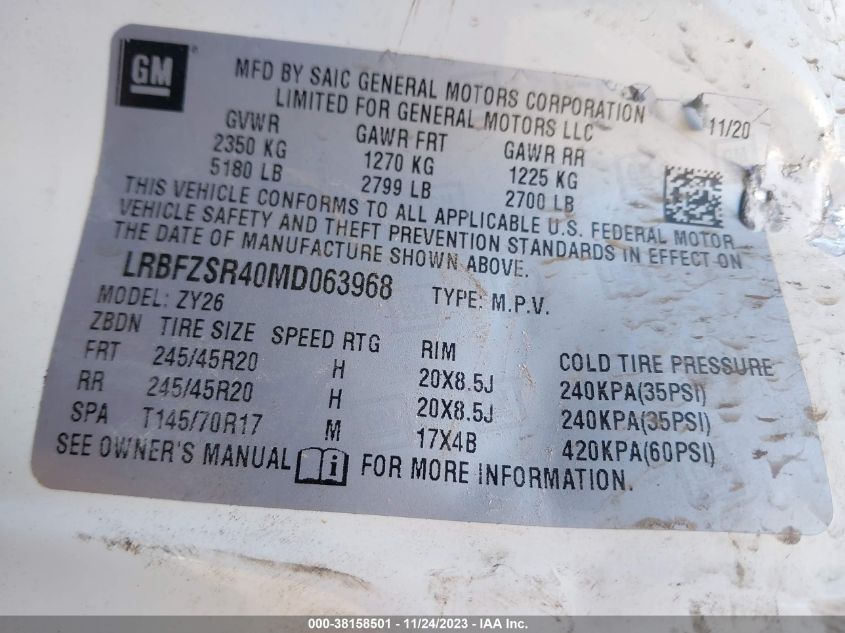 GM
MFD BY SAIC GENERAL MOTORS CORPORATION
LIMITED FOR GENERAL MOTORS LLC
11/20
GVWR GAWR FRT GAWR RR
2350 KG 1270 KG 1225 KG
5180 LB 2799 LB 2700 LB
THIS VEHICLE CONFORMS TO ALL APPLICABLE U.S. FEDERAL MOTOR
VEHICLE SAFETY AND THEFT PREVENTION STANDARDS IN EFFECT ON
THE DATE OF MANUFACTURE SHOWN ABOVE.
LRBFZSR40MD063968 TYPE: M.P.V.
MODEL: ZY26
ZBDN TIRE SIZE SPEED RTG RIM COLD TIRE PRESSURE
FRT 245/45R20 H 20X8.5J 240KPA(35PSI)
RR 245/45R20 H 20X8.5J 240KPA(35PSI)
SPA T145/70R17 M 17X4B 420KPA(60PSI)
SEE OWNER'S MANUAL i FOR MORE INFORMATION.
000-38158501 - 11/24/2023 - IAA Inc.